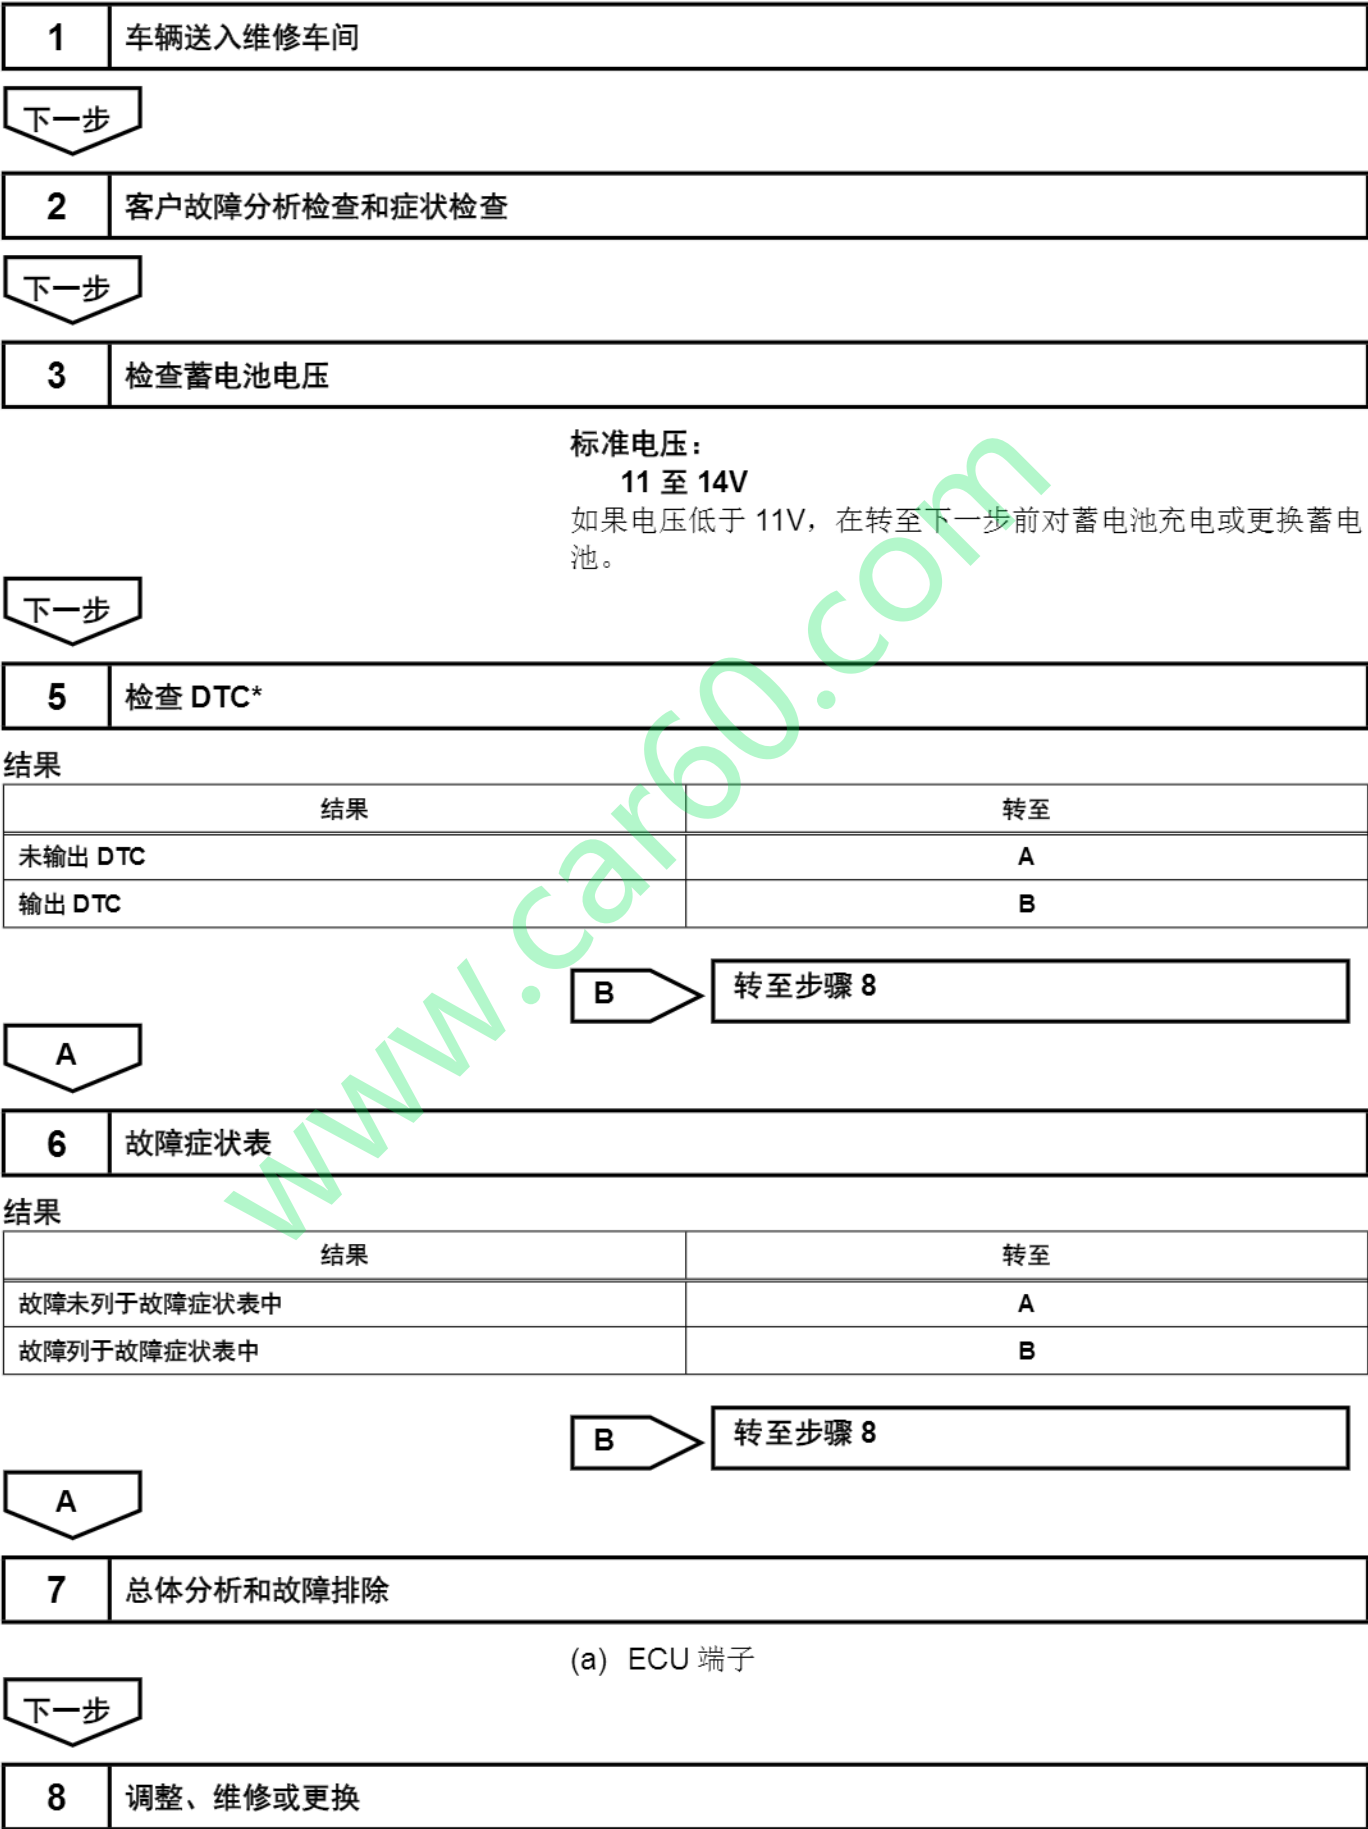 1 车辆送入维修车间
下一步
2 客户故障分析检查和症状检查
下一步
3 检查蓄电池电压
标准电压：
11 至 14V
如果电压低于 11V，在转至下一步前对蓄电池充电或更换蓄电
池。
下一步
5 检查 DTC*
结果
结果 转至
未输出 DTC A
输出 DTC B
B 转至步骤 8
A
6 故障症状表
结果
结果 转至
故障未列于故障症状表中 A
故障列于故障症状表中 B
B 转至步骤 8
A
7 总体分析和故障排除
(a) ECU 端子
下一步
8 调整、维修或更换
www.car60.com